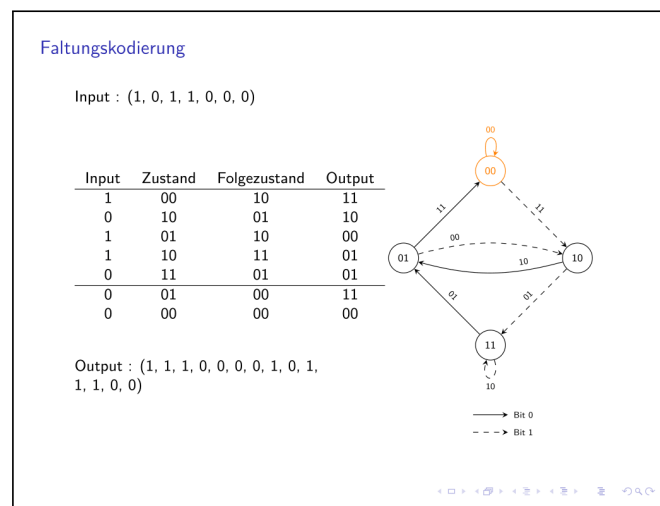 Faltungskodierung
Input : (1, 0, 1, 1, 0, 0, 0)
Input Zustand Folgezustand Output
1 00 10 11
0 10 01 10
1 01 10 00
1 10 11 01
0 11 01 01
0 01 00 11
0 00 00 00
Output : (1, 1, 1, 0, 0, 0, 0, 1, 0, 1,
1, 1, 0, 0)
00
00
11 11
00
01 10
10
01 01
11
10
Bit 0
Bit 1